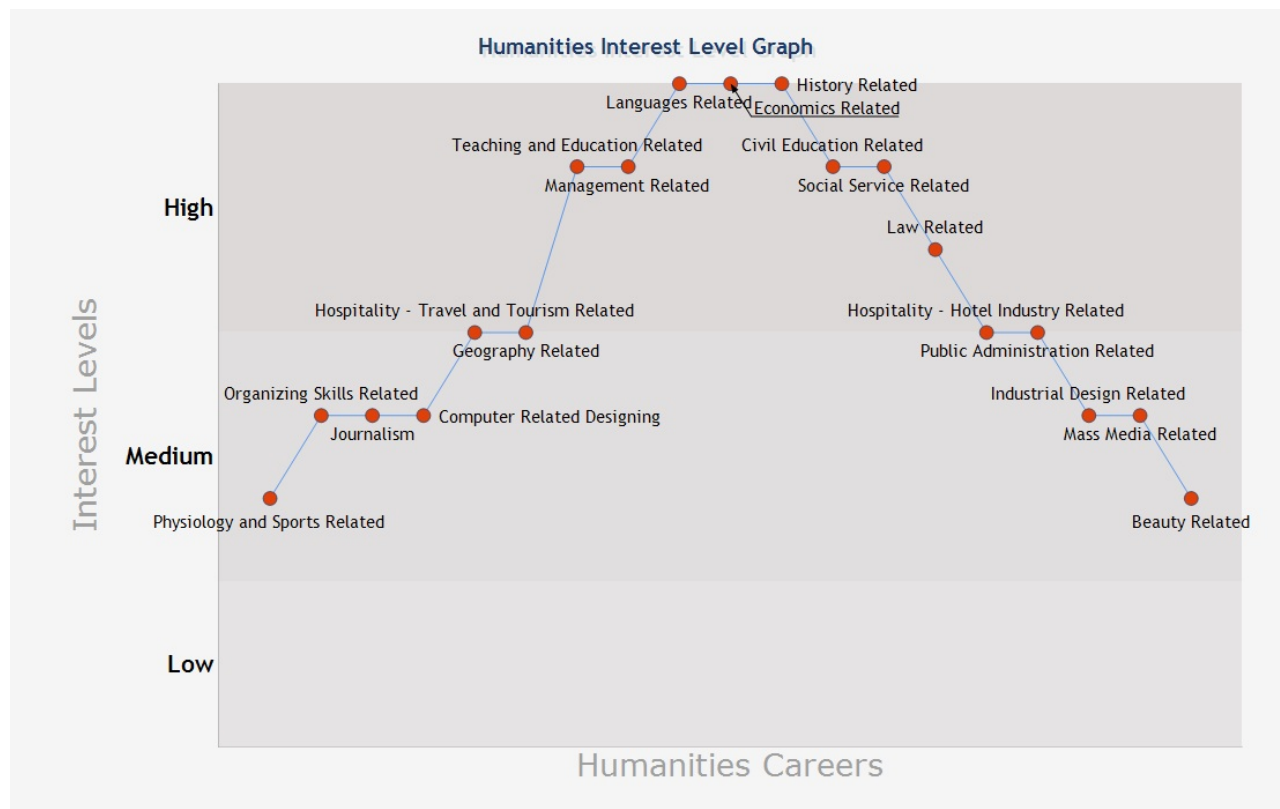 Humanities Interest Level Graph
History Related
Languages Related
Economics Related
Teaching and Education Related
Civil Education Related
Management Related
Social Service Related
High
Law Related
Hospitality - Travel and Tourism Related
Hospitality - Hotel Industry Related
Geography Related
Public Administration Related
Organizing Skills Related
Industrial Design Related
Computer Related Designing
Journalism
Mass Media Related
Medium
Physiology and Sports Related
Beauty Related
Low
Interest Levels
Humanities Careers